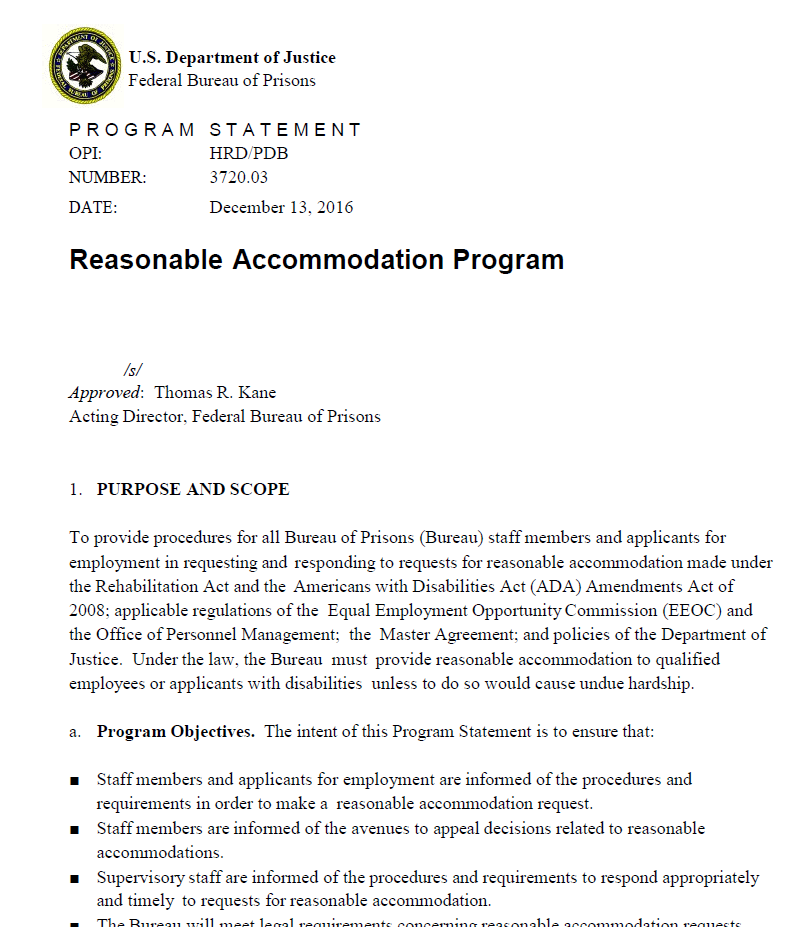 U.S. Department of Justice
Federal Bureau of Prisons
PROGRAM STATEMENT
OPI: HRD/PDB
NUMBER: 3720.03
DATE: December 13, 2016
Reasonable Accommodation Program
/s/
Approved: Thomas R. Kane
Acting Director, Federal Bureau of Prisons
1. PURPOSE AND SCOPE
To provide procedures for all Bureau of Prisons (Bureau) staff members and applicants for
employment in requesting and responding to requests for reasonable accommodation made under
the Rehabilitation Act and the Americans with Disabilities Act (ADA) Amendments Act of
2008; applicable regulations of the Equal Employment Opportunity Commission (EEOC) and
the Office of Personnel Management; the Master Agreement; and policies of the Department of
Justice. Under the law, the Bureau must provide reasonable accommodation to qualified
employees or applicants with disabilities unless to do so would cause undue hardship.
a. Program Objectives. The intent of this Program Statement is to ensure that:
■ Staff members and applicants for employment are informed of the procedures and
requirements in order to make a reasonable accommodation request.
■ Staff members are informed of the avenues to appeal decisions related to reasonable
accommodations.
■ Supervisory staff are informed of the procedures and requirements to respond appropriately
and timely to requests for reasonable accommodation.
■ The Bureau will meet legal requirements concerning reasonable accommodation requests